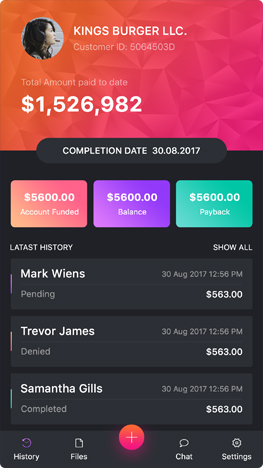 KINGS BURGER LLC.
Customer ID: 5064503D
Total Amount paid to date
$1,526,982
COMPLETION DATE 30.08.2017
$5600.00
Account Funded
$5600.00
Balance
$5600.00
Payback
LATEST HISTORY
SHOW ALL
Mark Wiens
30 Aug 2017 12:56 PM
Pending
$563.00
Trevor James
30 Aug 2017 12:56 PM
Denied
$563.00
Samantha Gills
30 Aug 2017 12:56 PM
Completed
$563.00
History
Files
Chat
Settings